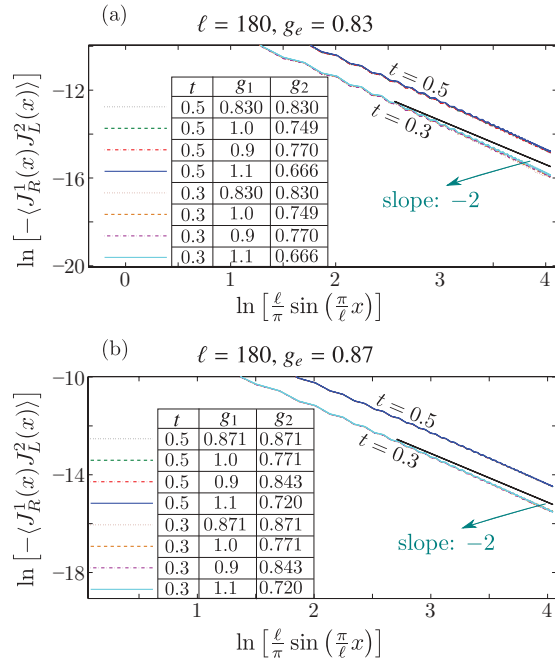 (a)
ℓ = 180, g_e = 0.83
ln [−⟨J_R^1(x)J_L^2(x)⟩]
−12
−14
−16
−18
−20
t g_1 g_2
0.5 0.830 0.830
0.5 1.0 0.749
0.5 0.9 0.770
0.5 1.1 0.666
0.3 0.830 0.830
0.3 1.0 0.749
0.3 0.9 0.770
0.3 1.1 0.666
t = 0.5
t = 0.3
slope: −2
0 1 2 3 4
ln [ℓ/π sin (π/ℓ x)]
(b)
ℓ = 180, g_e = 0.87
ln [−⟨J_R^1(x)J_L^2(x)⟩]
−10
−12
−14
−16
−18
t g_1 g_2
0.5 0.871 0.871
0.5 1.0 0.771
0.5 0.9 0.843
0.5 1.1 0.720
0.3 0.871 0.871
0.3 1.0 0.771
0.3 0.9 0.843
0.3 1.1 0.720
t = 0.5
t = 0.3
slope: −2
1 2 3 4
ln [ℓ/π sin (π/ℓ x)]